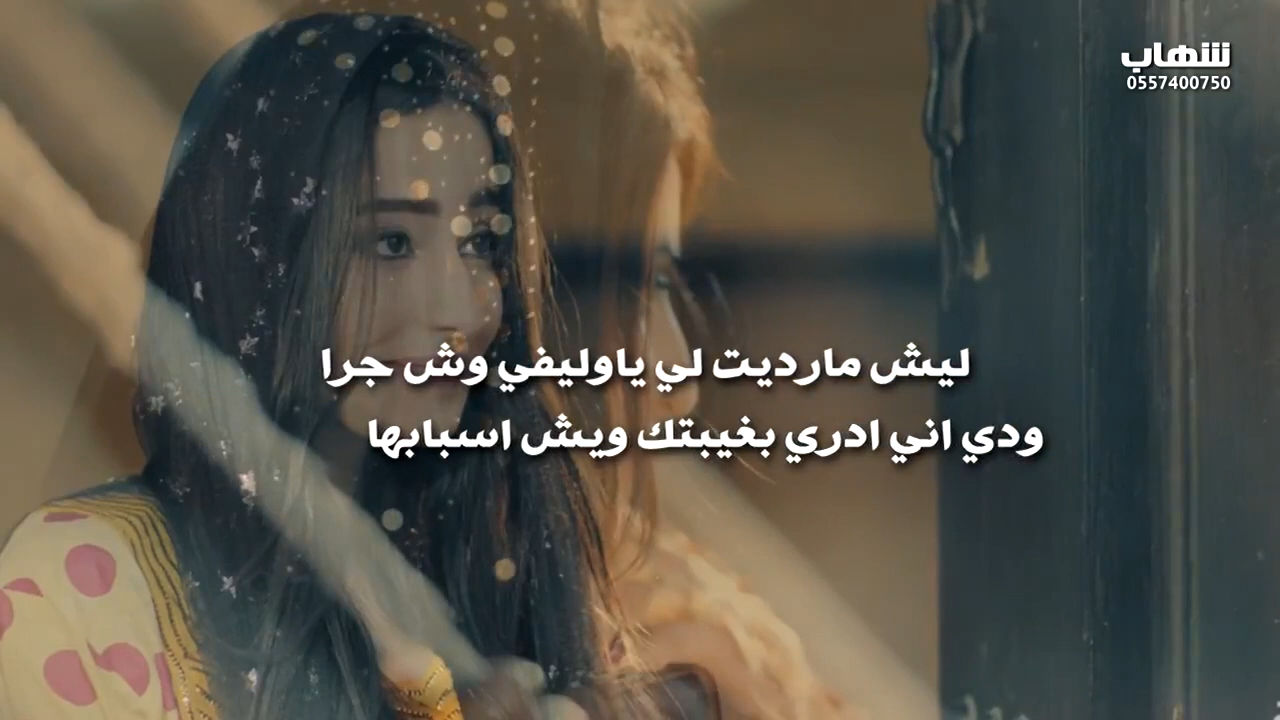 شهاب
0557400750
ليش مارديت لي ياوليفي وش جرا
ودي اني ادري بغيبتك ويش اسبابها